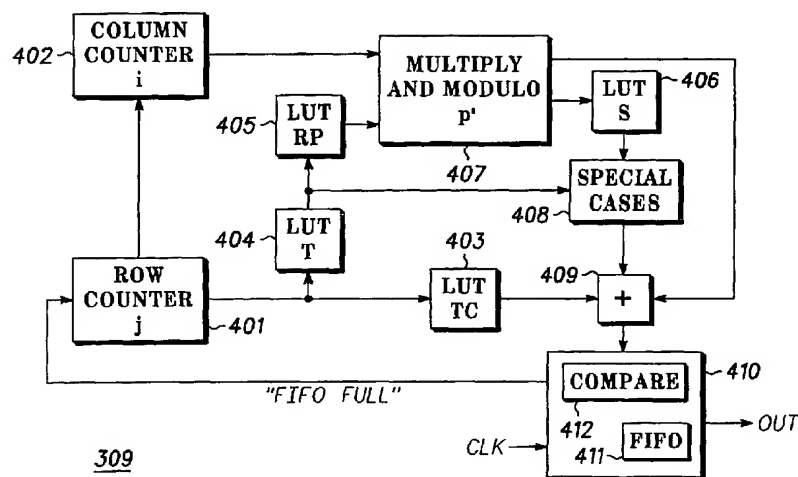 COLUMN
COUNTER
i
402
MULTIPLY
AND MODULO
p'
407
LUT
S
406
LUT
RP
405
SPECIAL
CASES
408
LUT
T
404
403
LUT
TC
409
+
ROW
COUNTER
j
401
410
COMPARE
412
"FIFO FULL"
FIFO
411
CLK
OUT
309